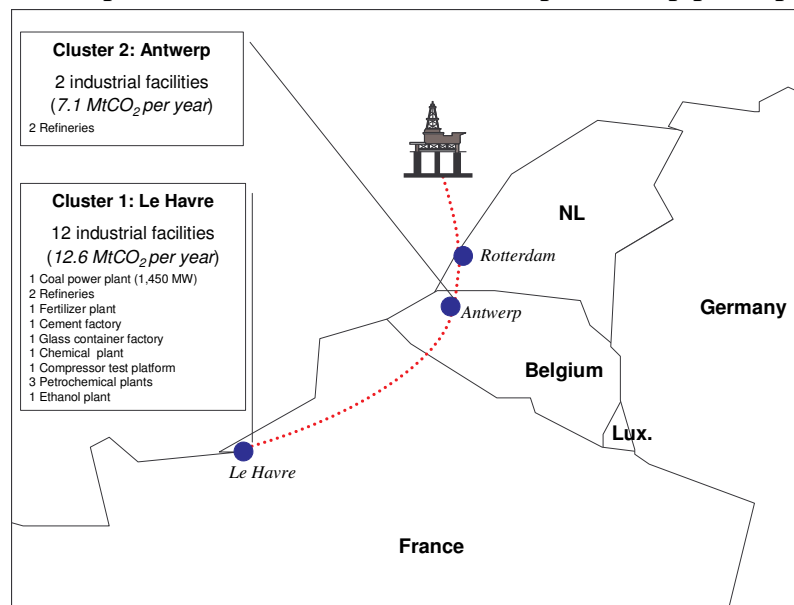 Cluster 2: Antwerp
2 industrial facilities
(7.1 MtCO₂ per year)
2 Refineries
Cluster 1: Le Havre
12 industrial facilities
(12.6 MtCO₂ per year)
1 Coal power plant (1,450 MW)
2 Refineries
1 Fertilizer plant
1 Cement factory
1 Glass container factory
1 Chemical plant
1 Compressor test platform
3 Petrochemical plants
1 Ethanol plant
NL
Rotterdam
Antwerp
Germany
Belgium
Lux.
Le Havre
France